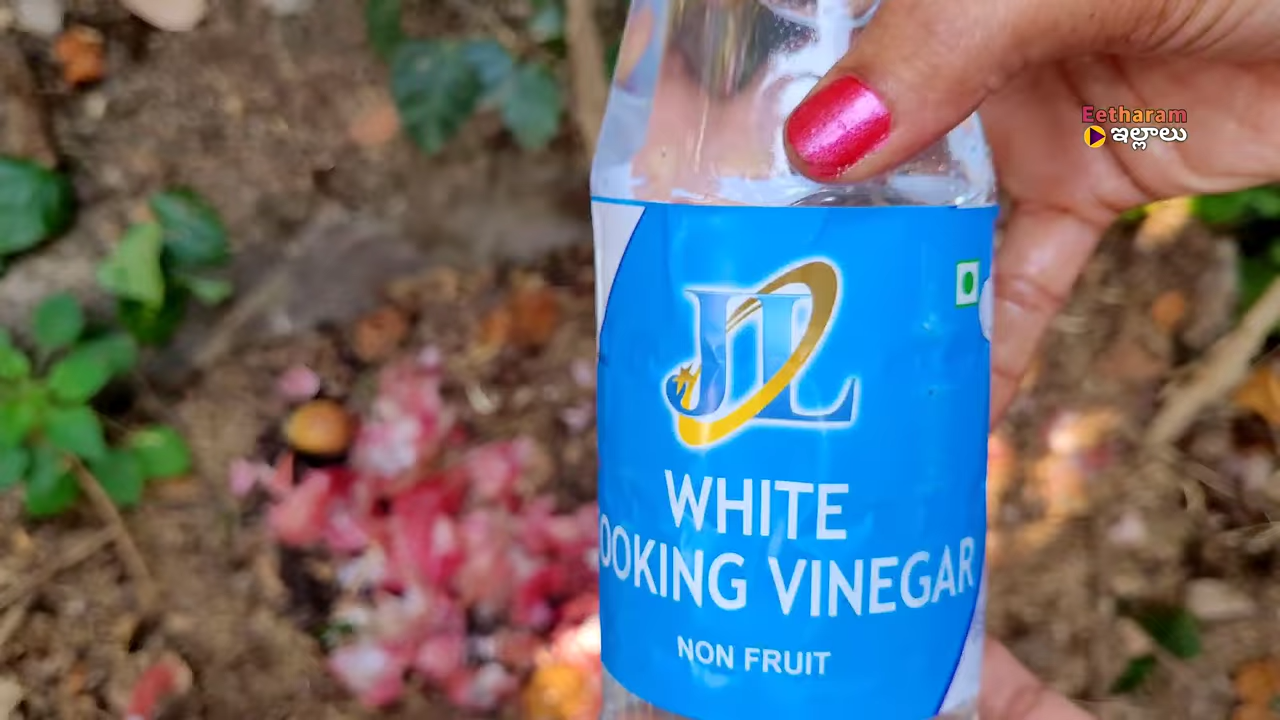 Eetharam
ఇల్లాలు
JL
WHITE
OOKING VINEGAR
NON FRUIT